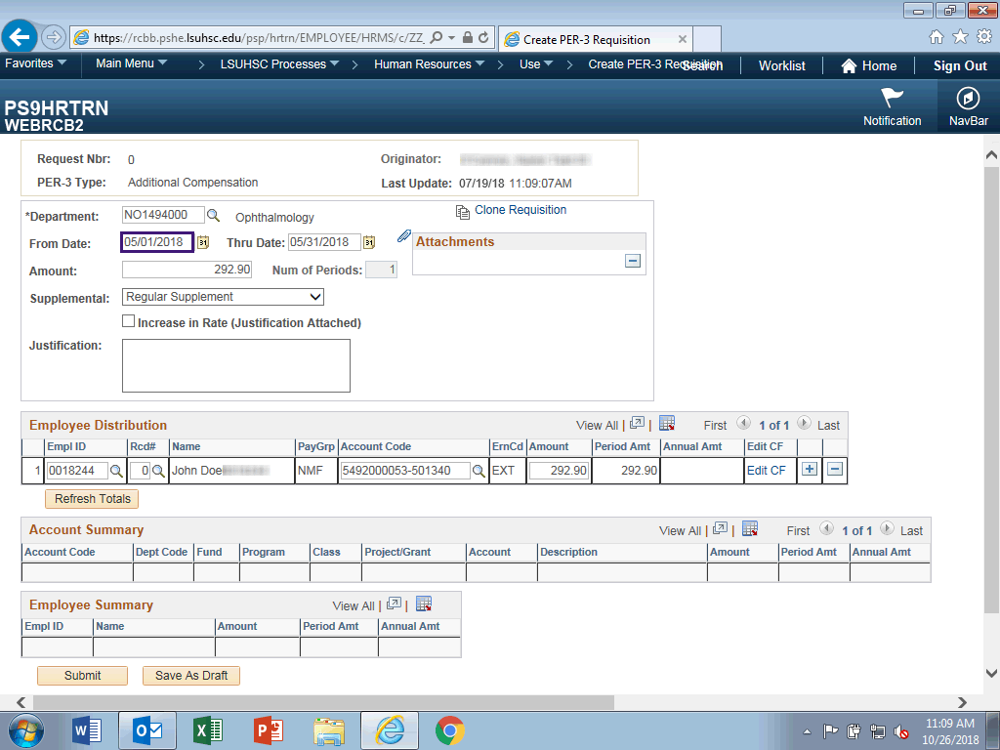 https://rcbb.pshe.lsuhsc.edu/psp/hrtrn/EMPLOYEE/HRMS/c/ZZ_
Create PER-3 Requisition
Favorites Main Menu > LSUHSC Processes > Human Resources > Use > Create PER-3 Requisition Search Worklist Home Sign Out
PS9HRTRN
WEBRCB2
Notification NavBar
Request Nbr: 0 Originator:
PER-3 Type: Additional Compensation Last Update: 07/19/18 11:09:07AM
*Department: NO1494000 Ophthalmology Clone Requisition
From Date: 05/01/2018 31 Thru Date: 05/31/2018 31 Attachments
Amount: 292.90 Num of Periods: 1
Supplemental: Regular Supplement
Increase in Rate (Justification Attached)
Justification:
Employee Distribution View All | | First 1 of 1 Last
Empl ID Rcd# Name PayGrp Account Code ErnCd Amount Period Amt Annual Amt Edit CF
1 0018244 0 John Doe NMF 5492000053-501340 EXT 292.90 292.90 Edit CF
Refresh Totals
Account Summary View All | | First 1 of 1 Last
Account Code Dept Code Fund Program Class Project/Grant Account Description Amount Period Amt Annual Amt
Employee Summary View All | |
Empl ID Name Amount Period Amt Annual Amt
Submit Save As Draft
11:09 AM
10/26/2018